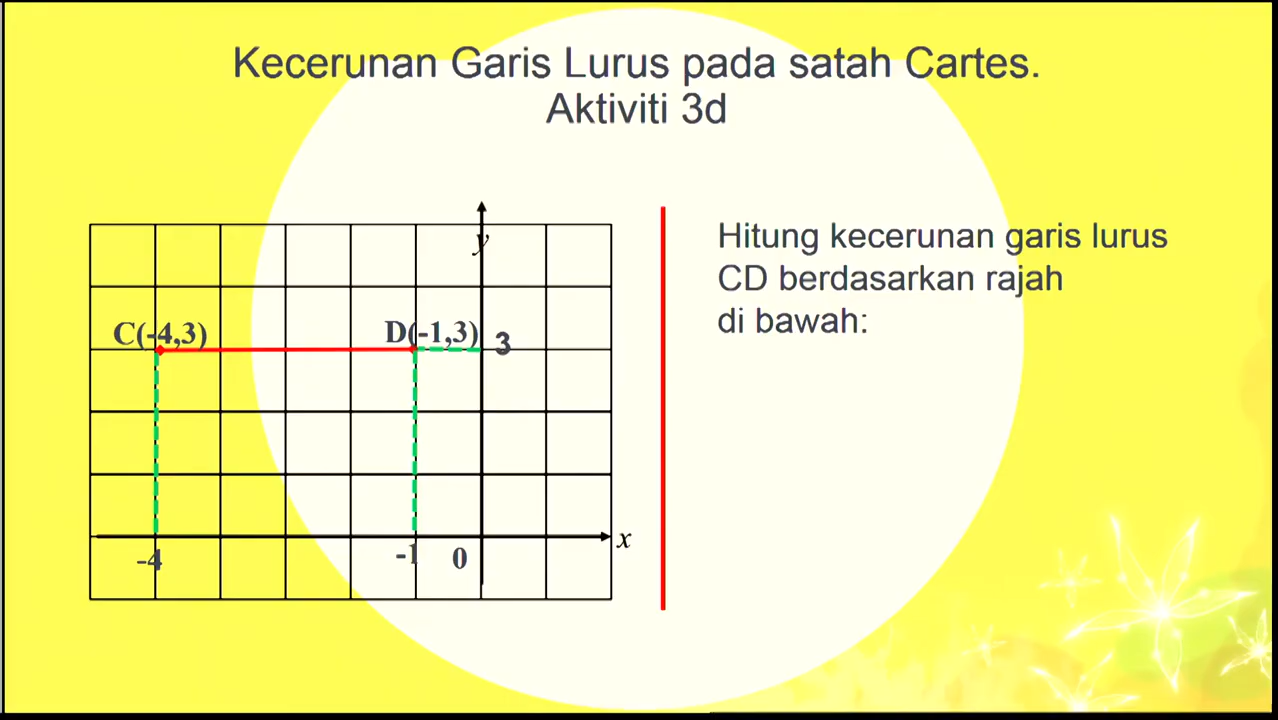 Kecerunan Garis Lurus pada satah Cartes.
Aktiviti 3d
y
C(-4,3)
D(-1,3)
3
x
-4
-1
0
Hitung kecerunan garis lurus
CD berdasarkan rajah
di bawah: